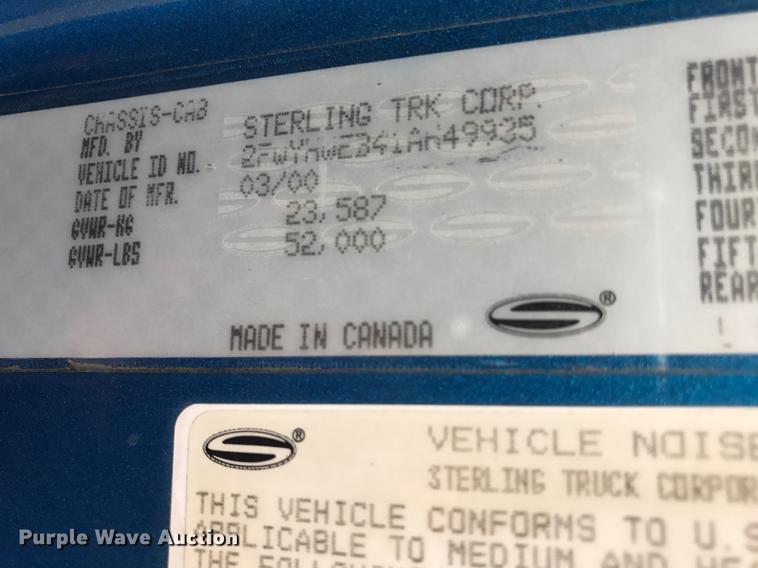 CHASSIS-CAB
MFD. BY STERLING TRK CORP.
VEHICLE ID NO.
DATE OF MFR. 03/00
GVWR-KG 23,587
GVWR-LBS 52,000
MADE IN CANADA
FRONT
FIRST
SECON
THIR
FOUR
FIFT
REAR
®
®
VEHICLE NOISE
STERLING TRUCK CORPOR
THIS VEHICLE CONFORMS TO U.S
APPLICABLE TO MEDIUM AND HEA
THE
Purple Wave Auction